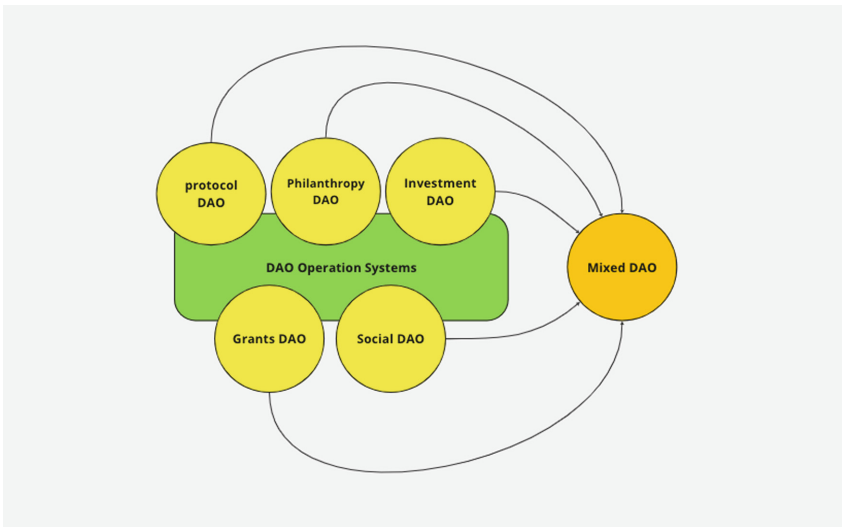 protocol
DAO
Philanthropy
DAO
Investment
DAO
DAO Operation Systems
Mixed DAO
Grants DAO
Social DAO